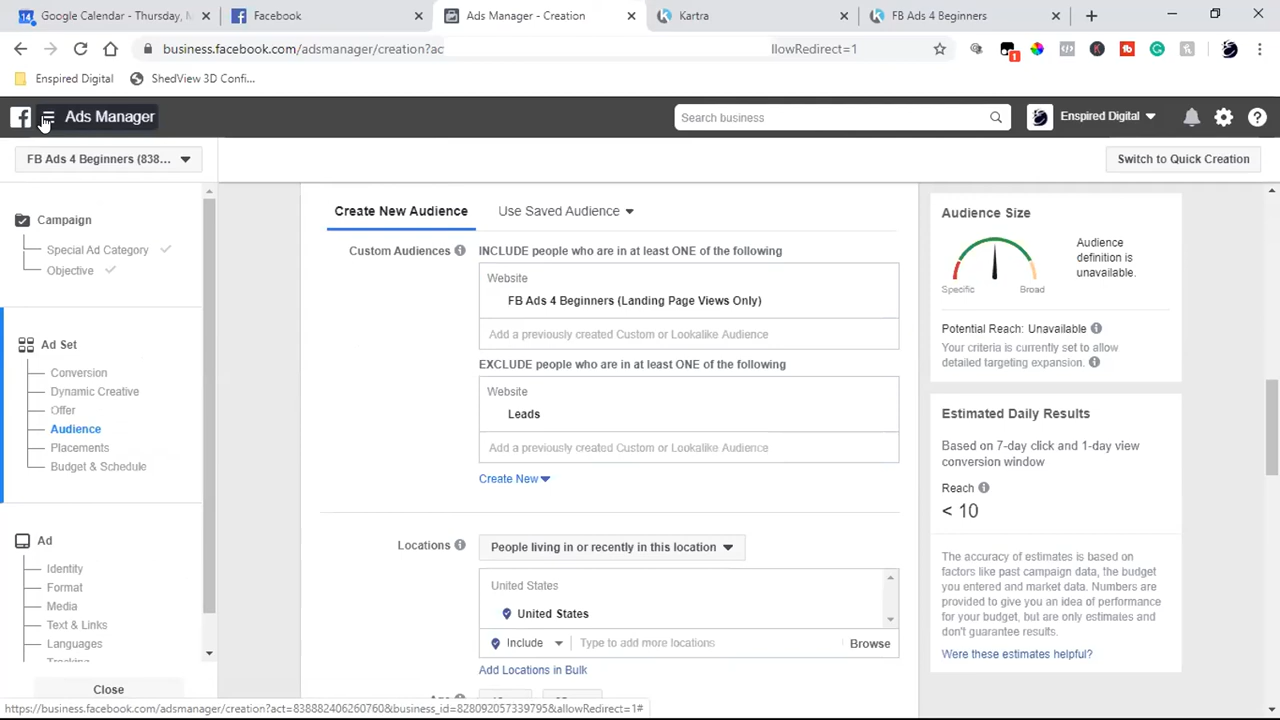 Google Calendar - Thursday, M
Facebook
Ads Manager - Creation
Kartra
FB Ads 4 Beginners
business.facebook.com/adsmanager/creation?ac
llowRedirect=1
1
Enspired Digital
ShedView 3D Confi...
Ads Manager
Search business
Enspired Digital
FB Ads 4 Beginners (838...
Switch to Quick Creation
Campaign
Special Ad Category
Objective
Ad Set
Conversion
Dynamic Creative
Offer
Audience
Placements
Budget & Schedule
Ad
Identity
Format
Media
Text & Links
Languages
Tracking
Close
Create New Audience
Use Saved Audience
Custom Audiences
INCLUDE people who are in at least ONE of the following
Website
FB Ads 4 Beginners (Landing Page Views Only)
Add a previously created Custom or Lookalike Audience
EXCLUDE people who are in at least ONE of the following
Website
Leads
Add a previously created Custom or Lookalike Audience
Create New
Locations
People living in or recently in this location
United States
United States
Include
Type to add more locations
Browse
Add Locations in Bulk
Audience Size
Audience
definition is
unavailable.
Specific
Broad
Potential Reach: Unavailable
Your criteria is currently set to allow
detailed targeting expansion.
Estimated Daily Results
Based on 7-day click and 1-day view
conversion window
Reach
< 10
The accuracy of estimates is based on
factors like past campaign data, the budget
you entered and market data. Numbers are
provided to give you an idea of performance
for your budget, but are only estimates and
don't guarantee results.
Were these estimates helpful?
https://business.facebook.com/adsmanager/creation?act=838882406260760&business_id=828092057339795&allowRedirect=1#